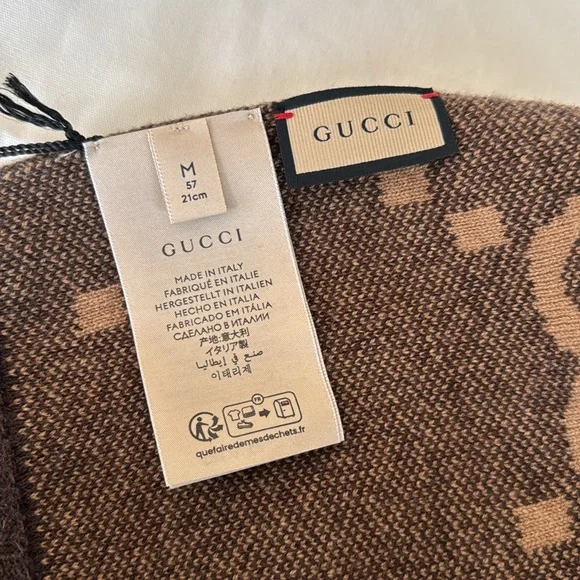 GUCCI
M
57
21cm
GUCCI
MADE IN ITALY
FABRIQUÉ EN ITALIE
HERGESTELLT IN ITALIEN
HECHO EN ITALIA
FABRICADO EM ITÁLIA
СДЕЛАНО В ИТАЛИИ
产地:意大利
イタリア製
صنع في إيطاليا
이태리제
FR
quefairedemesdechets.fr